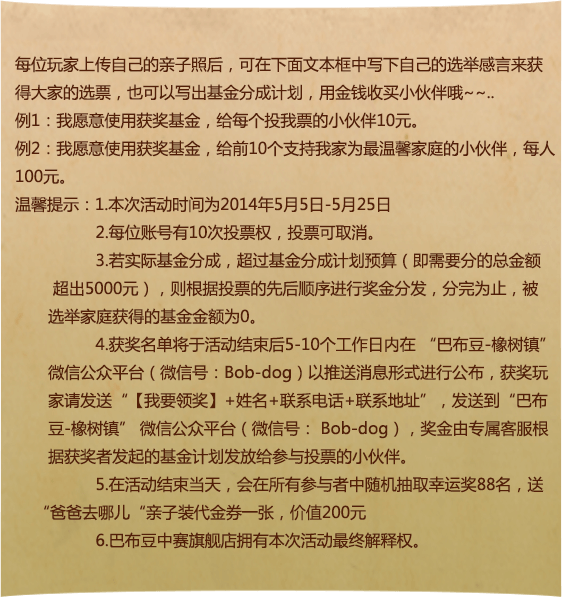 每位玩家上传自己的亲子照后，可在下面文本框中写下自己的选举感言来获
得大家的选票，也可以写出基金分成计划，用金钱收买小伙伴哦~~..
例1：我愿意使用获奖基金，给每个投我票的小伙伴10元。
例2：我愿意使用获奖基金，给前10个支持我家为最温馨家庭的小伙伴，每人
100元。
温馨提示：1.本次活动时间为2014年5月5日-5月25日
2.每位账号有10次投票权，投票可取消。
3.若实际基金分成，超过基金分成计划预算（即需要分的总金额
超出5000元），则根据投票的先后顺序进行奖金分发，分完为止，被
选举家庭获得的基金金额为0。
4.获奖名单将于活动结束后5-10个工作日内在 “巴布豆-橡树镇”
微信公众平台（微信号：Bob-dog）以推送消息形式进行公布，获奖玩
家请发送“【我要领奖】+姓名+联系电话+联系地址”，发送到“巴布
豆-橡树镇” 微信公众平台（微信号： Bob-dog），奖金由专属客服根
据获奖者发起的基金计划发放给参与投票的小伙伴。
5.在活动结束当天，会在所有参与者中随机抽取幸运奖88名，送
“爸爸去哪儿“亲子装代金券一张，价值200元
6.巴布豆中赛旗舰店拥有本次活动最终解释权。